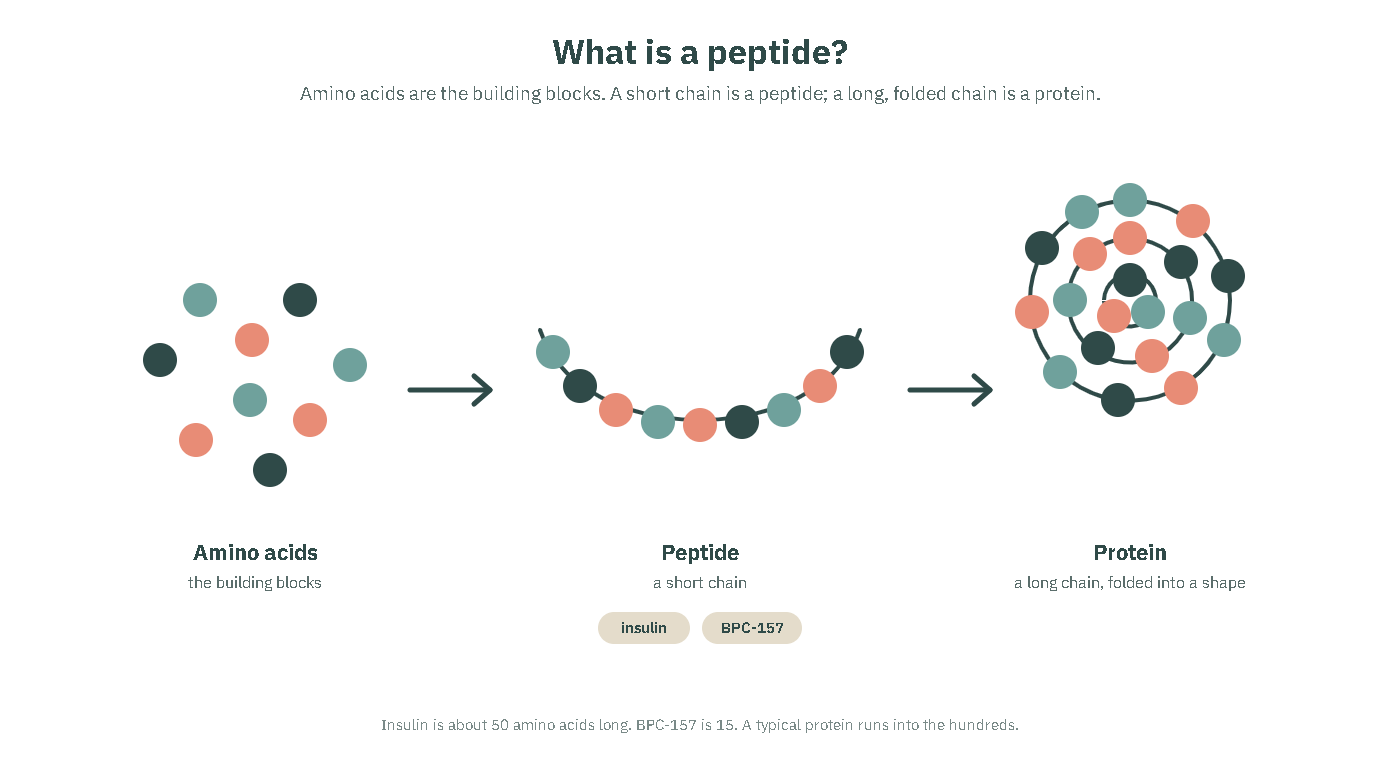 What is a peptide?
Amino acids are the building blocks. A short chain is a peptide; a long, folded chain is a protein.
Amino acids
the building blocks
Peptide
a short chain
insulin
BPC-157
Protein
a long chain, folded into a shape
Insulin is about 50 amino acids long. BPC-157 is 15. A typical protein runs into the hundreds.